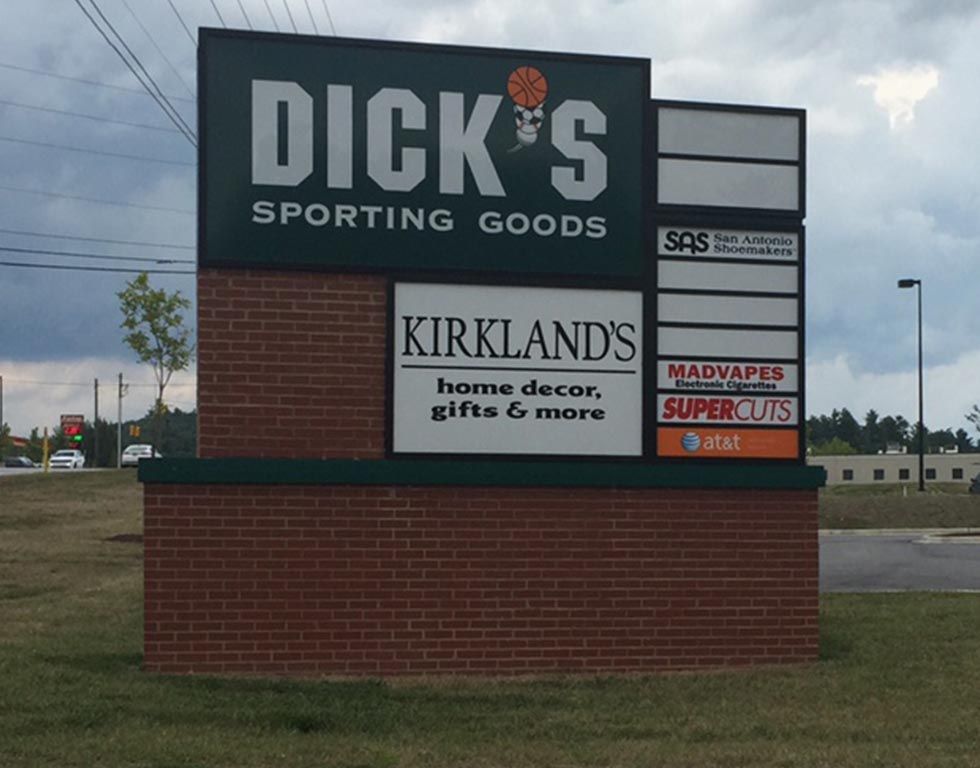 DICK'S
SPORTING GOODS
SAS San Antonio
Shoemakers
KIRKLAND'S
home decor,
gifts & more
MADVAPES
Electronic Cigarettes
SUPERCUTS
at&t